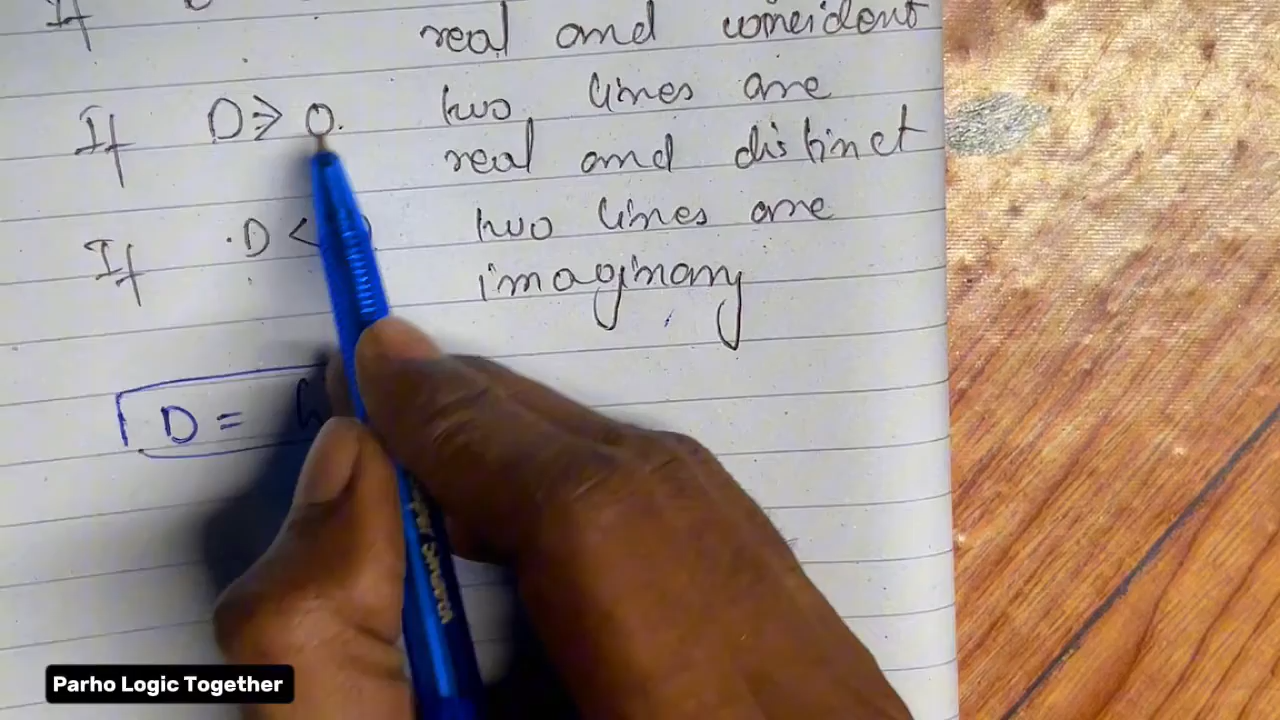 If
real and coincident
If D ⩾ 0. two lines are
real and distinct
If D < two lines are
imaginary
D = h
Parho Logic Together